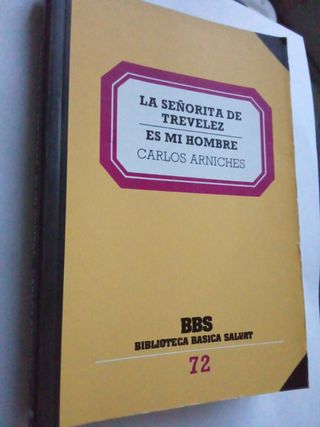 LA SEÑORITA DE
TREVELEZ
ES MI HOMBRE
CARLOS ARNICHES
BBS
BIBLIOTECA BASICA SALVAT
72